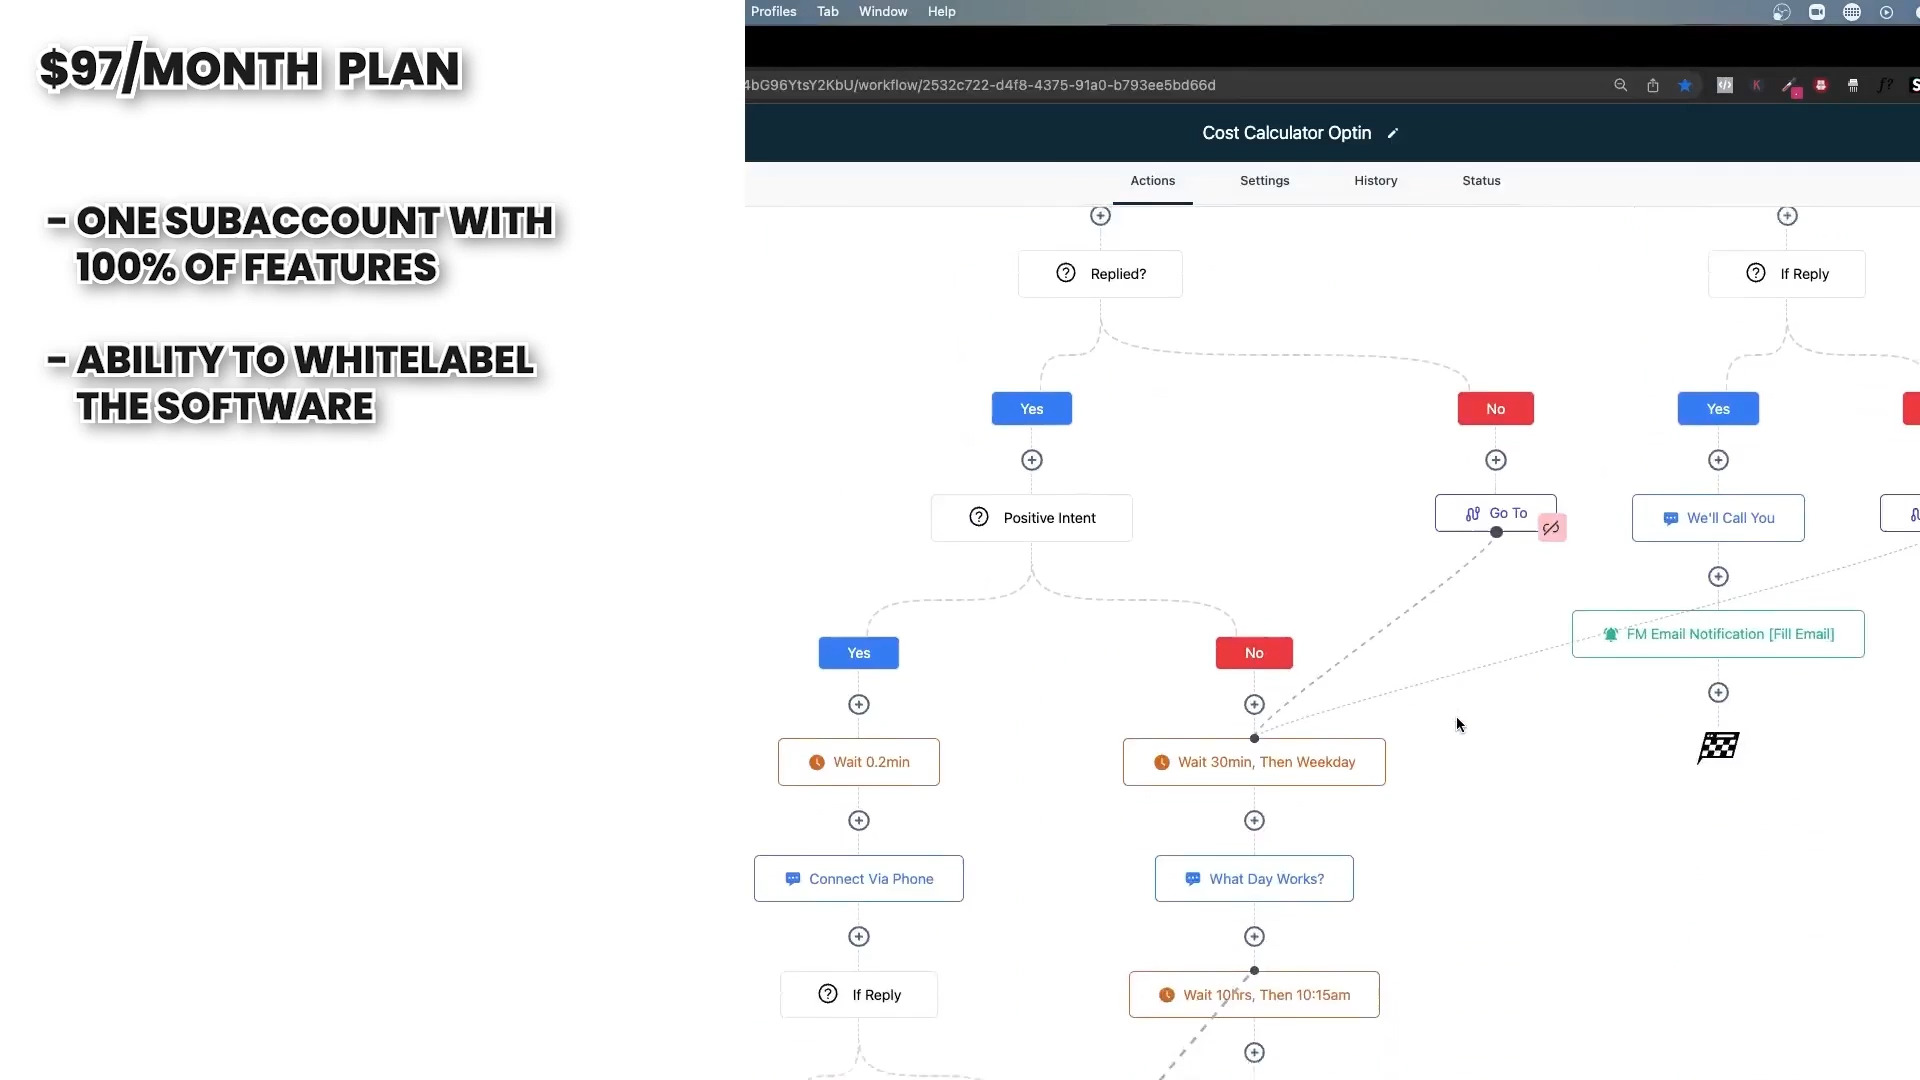 $97/MONTH PLAN
- ONE SUBACCOUNT WITH
100% OF FEATURES
- ABILITY TO WHITELABEL
THE SOFTWARE
Profiles Tab Window Help
4bG96YtsY2KbU/workflow/2532c722-d4f8-4375-91a0-b793ee5bd66d
Cost Calculator Optin
Actions Settings History Status
Replied?
If Reply
Yes
No
Yes
Positive Intent
Go To
We'll Call You
FM Email Notification [Fill Email]
Yes
No
Wait 0.2min
Wait 30min, Then Weekday
Connect Via Phone
What Day Works?
If Reply
Wait 10hrs, Then 10:15am